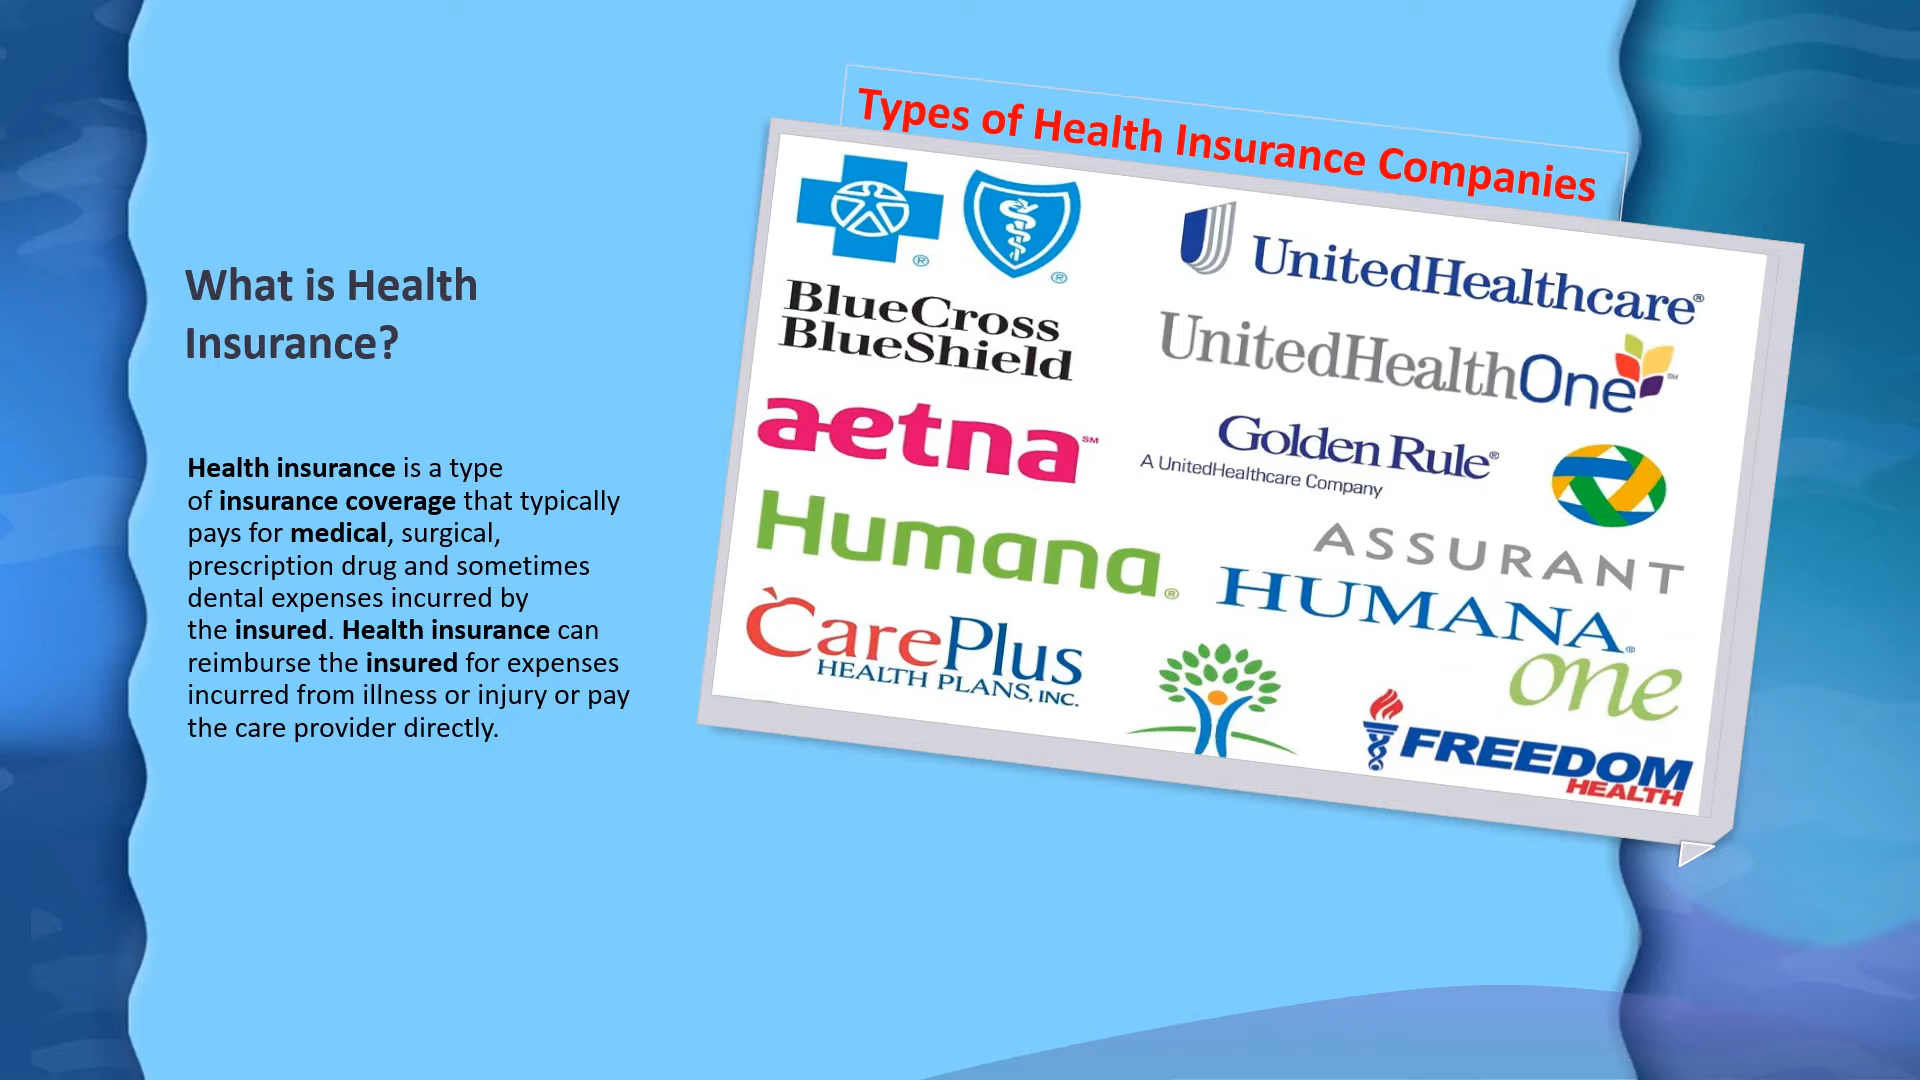 What is Health
Insurance?
Health insurance is a type
of insurance coverage that typically
pays for medical, surgical,
prescription drug and sometimes
dental expenses incurred by
the insured. Health insurance can
reimburse the insured for expenses
incurred from illness or injury or pay
the care provider directly.
Types of Health Insurance Companies
BlueCross
BlueShield
aetna℠
Humana®
CarePlus
HEALTH PLANS, INC.
UnitedHealthcare®
UnitedHealthOne℠
Golden Rule®
A UnitedHealthcare Company
ASSURANT
HUMANA®
one
FREEDOM
HEALTH